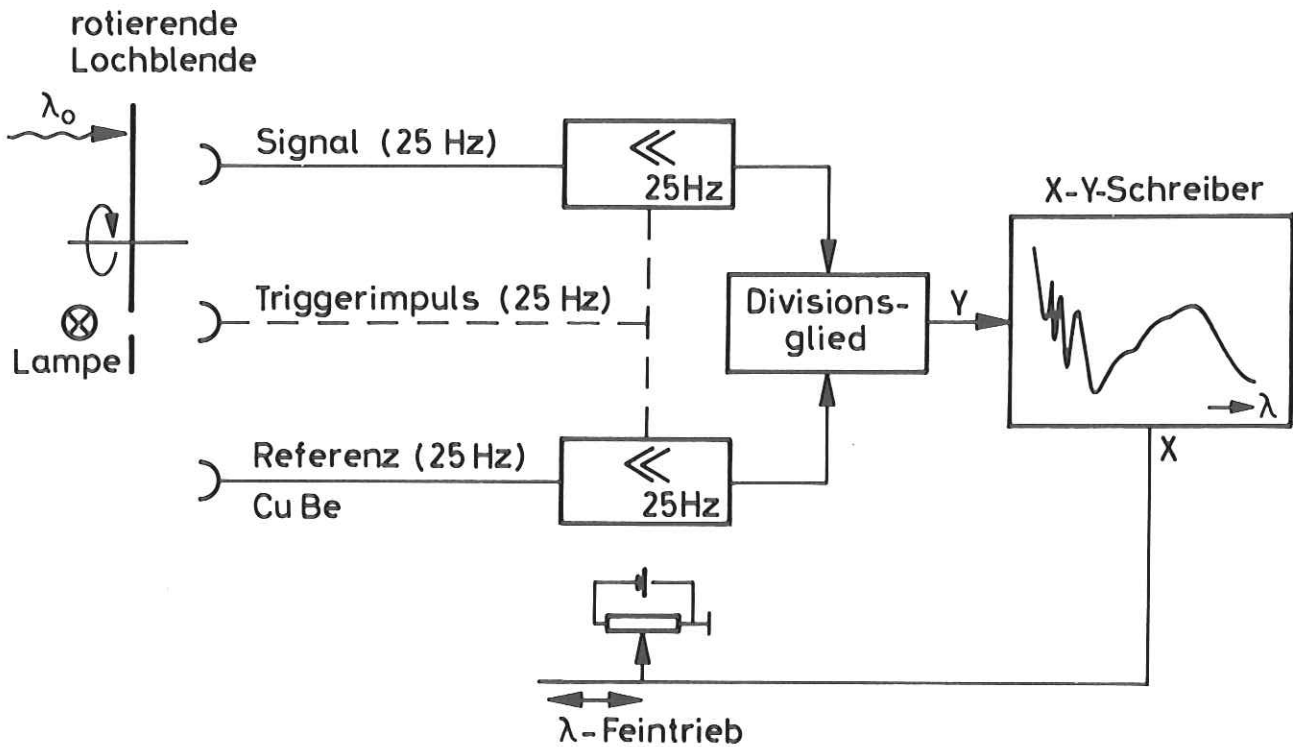 rotierende
Lochblende
λ₀
Signal (25 Hz)
≪
25Hz
X-Y-Schreiber
Triggerimpuls (25 Hz)
Divisions-
glied
Y
Lampe
λ
Referenz (25 Hz)
Cu Be
≪
25Hz
X
λ-Feintrieb